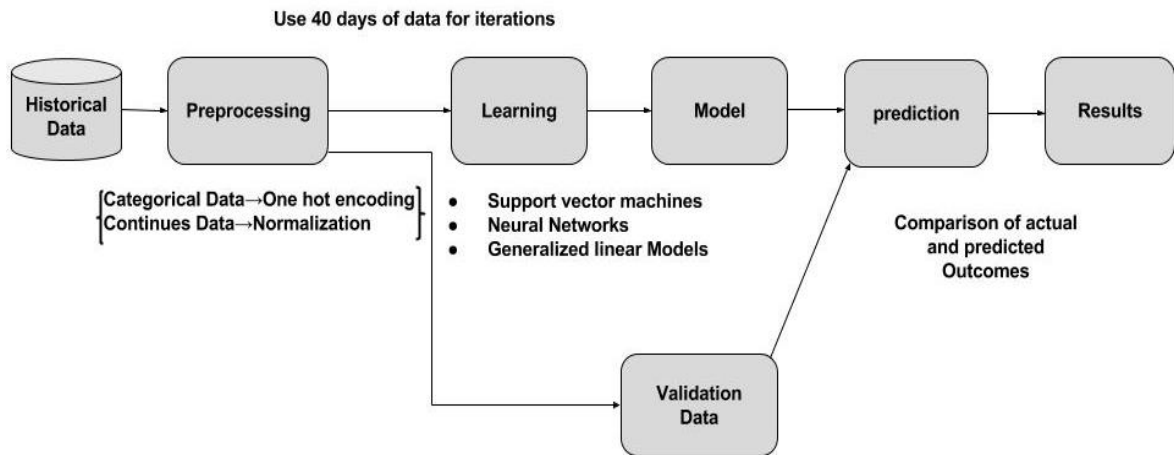 Use 40 days of data for iterations
Historical
Data
Preprocessing
Learning
Model
prediction
Results
{Categorical Data→One hot encoding}
{Continues Data→Normalization}
● Support vector machines
● Neural Networks
● Generalized linear Models
Comparison of actual
and predicted
Outcomes
Validation
Data